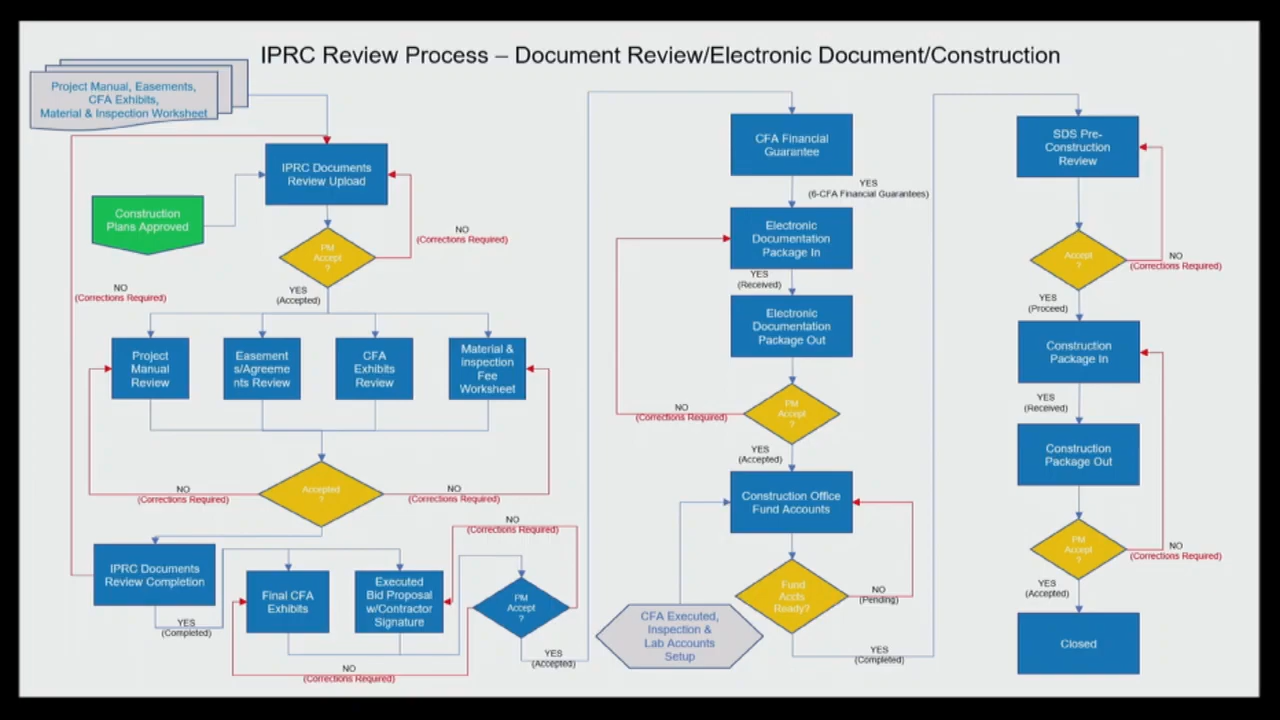 IPRC Review Process – Document Review/Electronic Document/Construction
Project Manual, Easements,
CFA Exhibits,
Material & Inspection Worksheet
IPRC Documents
Review Upload
Construction
Plans Approved
PM
Accept
?
NO
(Corrections Required)
YES
(Accepted)
NO
(Corrections Required)
Project
Manual
Review
Easement
s/Agreeme
nts Review
CFA
Exhibits
Review
Material &
inspection
Fee
Worksheet
Accepted
?
NO
(Corrections Required)
NO
(Corrections Required)
IPRC Documents
Review Completion
YES
(Completed)
Final CFA
Exhibits
Executed
Bid Proposal
w/Contractor
Signature
NO
(Corrections Required)
PM
Accept
?
NO
(Corrections Required)
YES
(Accepted)
CFA Financial
Guarantee
YES
(6-CFA Financial Guarantees)
Electronic
Documentation
Package In
YES
(Received)
Electronic
Documentation
Package Out
PM
Accept
?
NO
(Corrections Required)
YES
(Accepted)
Construction Office
Fund Accounts
Fund
Accts
Ready?
NO
(Pending)
CFA Executed,
Inspection &
Lab Accounts
Setup
YES
(Completed)
SDS Pre-
Construction
Review
Accept
?
NO
(Corrections Required)
YES
(Proceed)
Construction
Package In
YES
(Received)
Construction
Package Out
PM
Accept
?
NO
(Corrections Required)
YES
(Accepted)
Closed